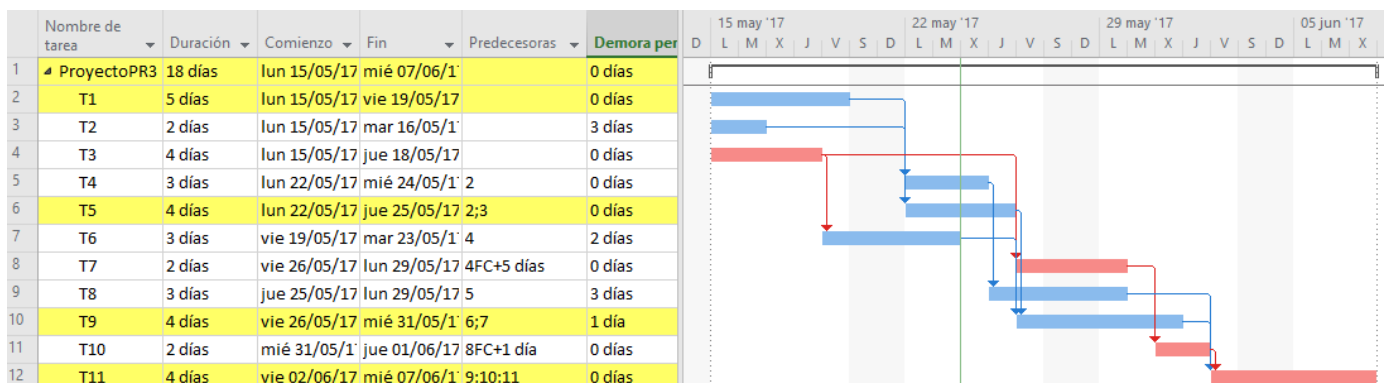 Nombre de tarea Duración Comienzo Fin Predecesoras Demora per
15 may '17 22 may '17 29 may '17 05 jun '17
D L M X J V S D L M X J V S D L M X J V S D L M X
1 ProyectoPR3 18 días lun 15/05/17 mié 07/06/1 0 días
2 T1 5 días lun 15/05/17 vie 19/05/17 0 días
3 T2 2 días lun 15/05/17 mar 16/05/1 3 días
4 T3 4 días lun 15/05/17 jue 18/05/17 0 días
5 T4 3 días lun 22/05/17 mié 24/05/1 2 0 días
6 T5 4 días lun 22/05/17 jue 25/05/17 2;3 0 días
7 T6 3 días vie 19/05/17 mar 23/05/1 4 2 días
8 T7 2 días vie 26/05/17 lun 29/05/17 4FC+5 días 0 días
9 T8 3 días jue 25/05/17 lun 29/05/17 5 3 días
10 T9 4 días vie 26/05/17 mié 31/05/1 6;7 1 día
11 T10 2 días mié 31/05/1 jue 01/06/17 8FC+1 día 0 días
12 T11 4 días vie 02/06/17 mié 07/06/1 9;10;11 0 días